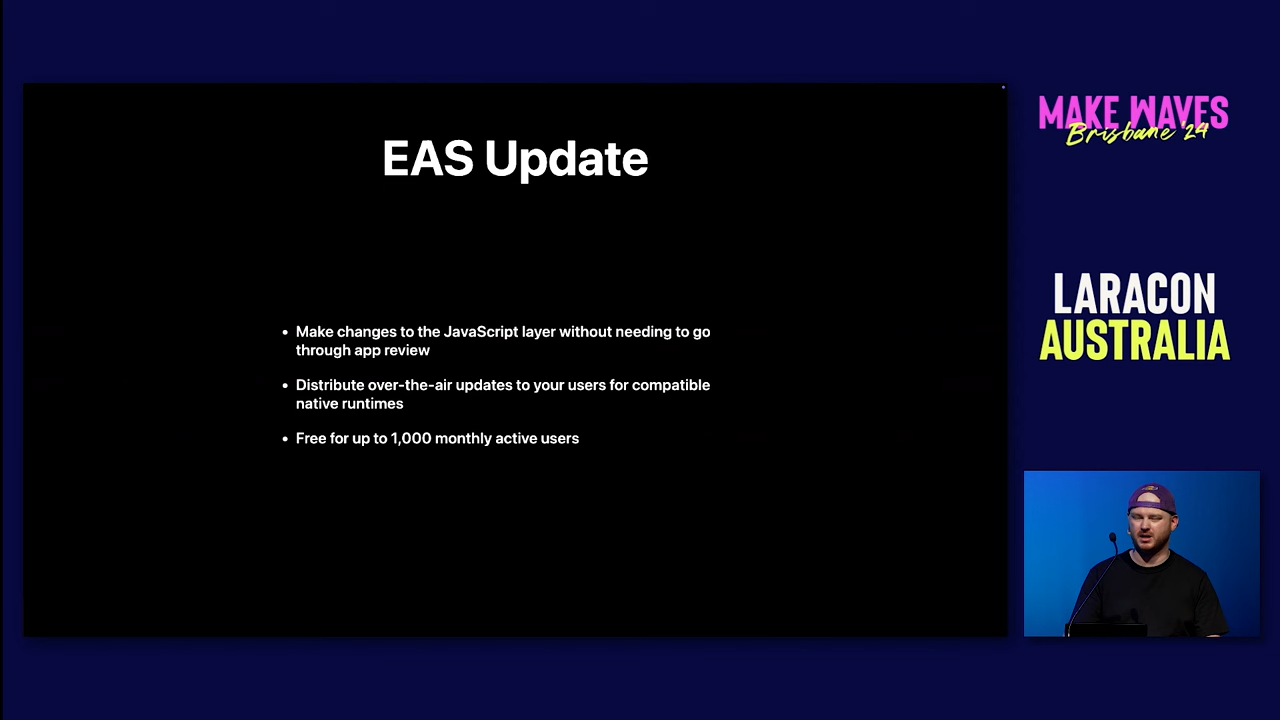 EAS Update
• Make changes to the JavaScript layer without needing to go
through app review
• Distribute over-the-air updates to your users for compatible
native runtimes
• Free for up to 1,000 monthly active users
MAKE WAVES
Brisbane '24
LARACON
AUSTRALIA